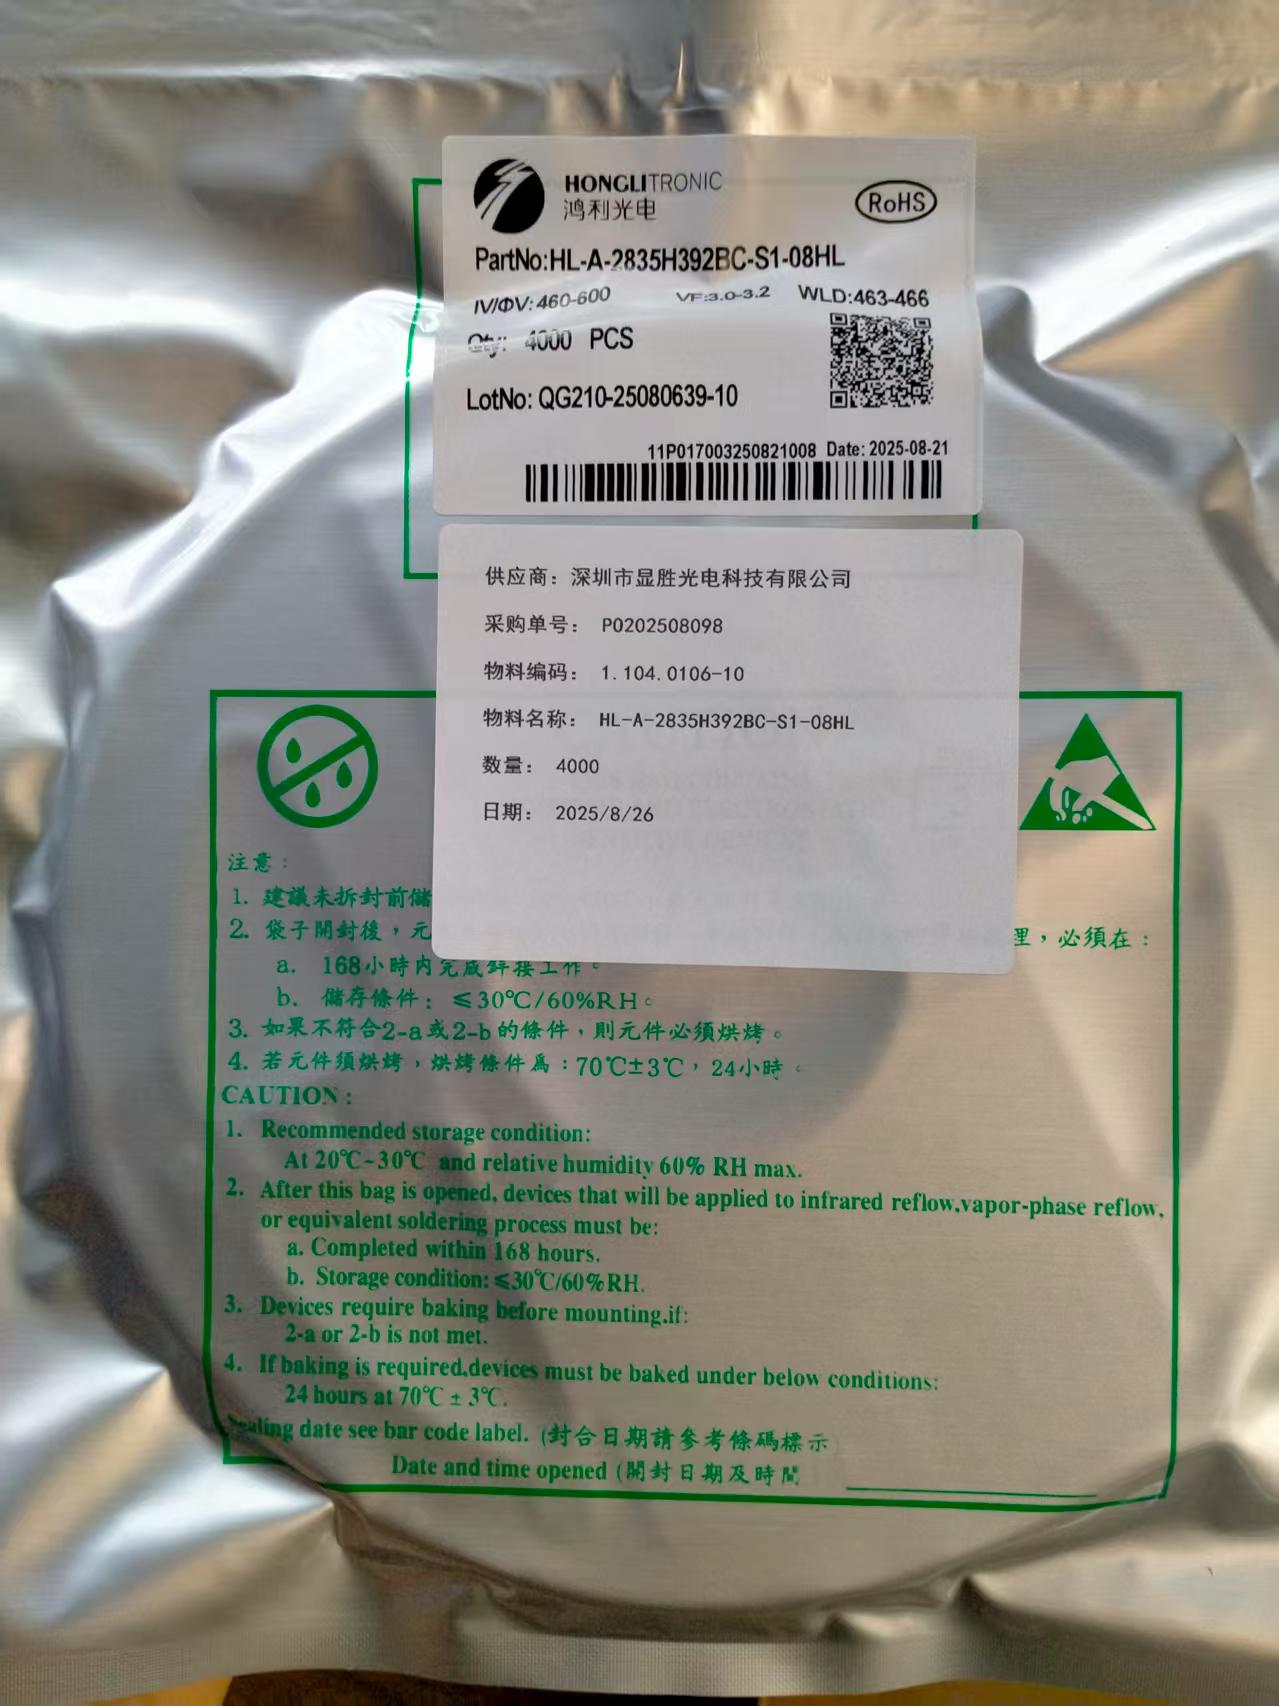 HONGLITRONIC
鸿利光电
RoHS
PartNo:HL-A-2835H392BC-S1-08HL
IV/ΦV:460-600 VF:3.0-3.2 WLD:463-466
Qty: 4000 PCS
LotNo: QG210-25080639-10
11P017003250821008 Date: 2025-08-21
供应商：深圳市显胜光电科技有限公司
采购单号： PO202508098
物料编码： 1.104.0106-10
物料名称： HL-A-2835H392BC-S1-08HL
数量： 4000
日期： 2025/8/26
注意：
1. 建議未拆封前儲
2. 袋子開封後，元 理，必須在：
a. 168小時内完成銲接工作。
b. 儲存條件：≤30℃/60%RH。
3. 如果不符合2-a或2-b的條件，則元件必須烘烤。
4. 若元件須烘烤，烘烤條件爲：70℃±3℃，24小時。
CAUTION:
1. Recommended storage condition:
At 20℃~30℃ and relative humidity 60% RH max.
2. After this bag is opened, devices that will be applied to infrared reflow,vapor-phase reflow,
or equivalent soldering process must be:
a. Completed within 168 hours.
b. Storage condition:≤30℃/60%RH.
3. Devices require baking before mounting,if:
2-a or 2-b is not met.
4. If baking is required,devices must be baked under below conditions:
24 hours at 70℃ ± 3℃.
Sealing date see bar code label. (封合日期請參考條碼標示
Date and time opened (開封日期及時間